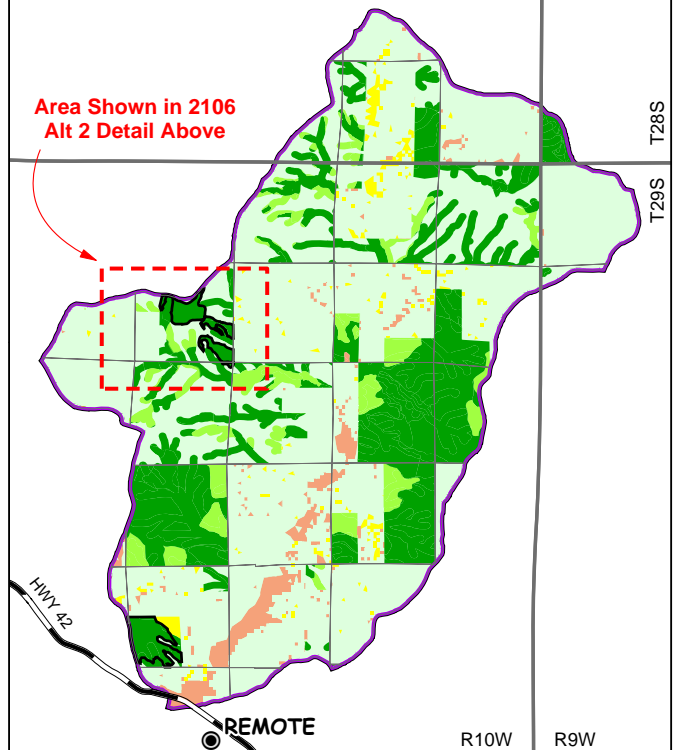 Area Shown in 2106
Alt 2 Detail Above
T28S
T29S
HWY 42
REMOTE
R10W
R9W